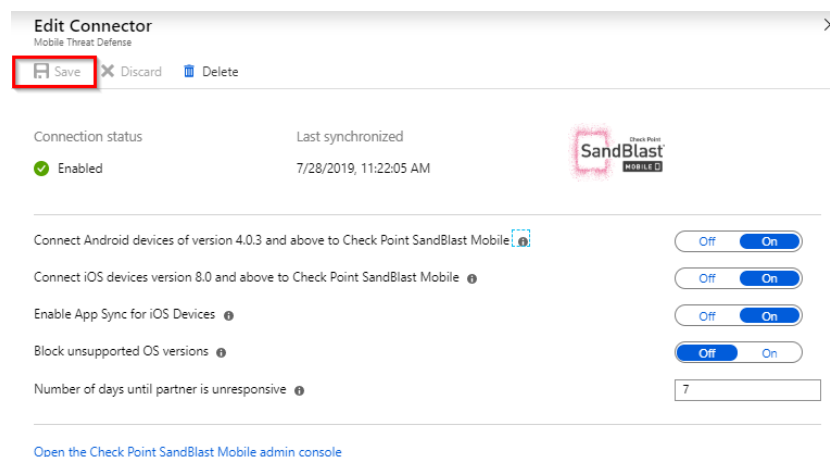 Edit Connector
Mobile Threat Defense
Save Discard Delete
Connection status Last synchronized
Check Point
SandBlast
MOBILE
Enabled 7/28/2019, 11:22:05 AM
Connect Android devices of version 4.0.3 and above to Check Point SandBlast Mobile Off On
Connect iOS devices version 8.0 and above to Check Point SandBlast Mobile Off On
Enable App Sync for iOS Devices Off On
Block unsupported OS versions Off On
Number of days until partner is unresponsive 7
Open the Check Point SandBlast Mobile admin console